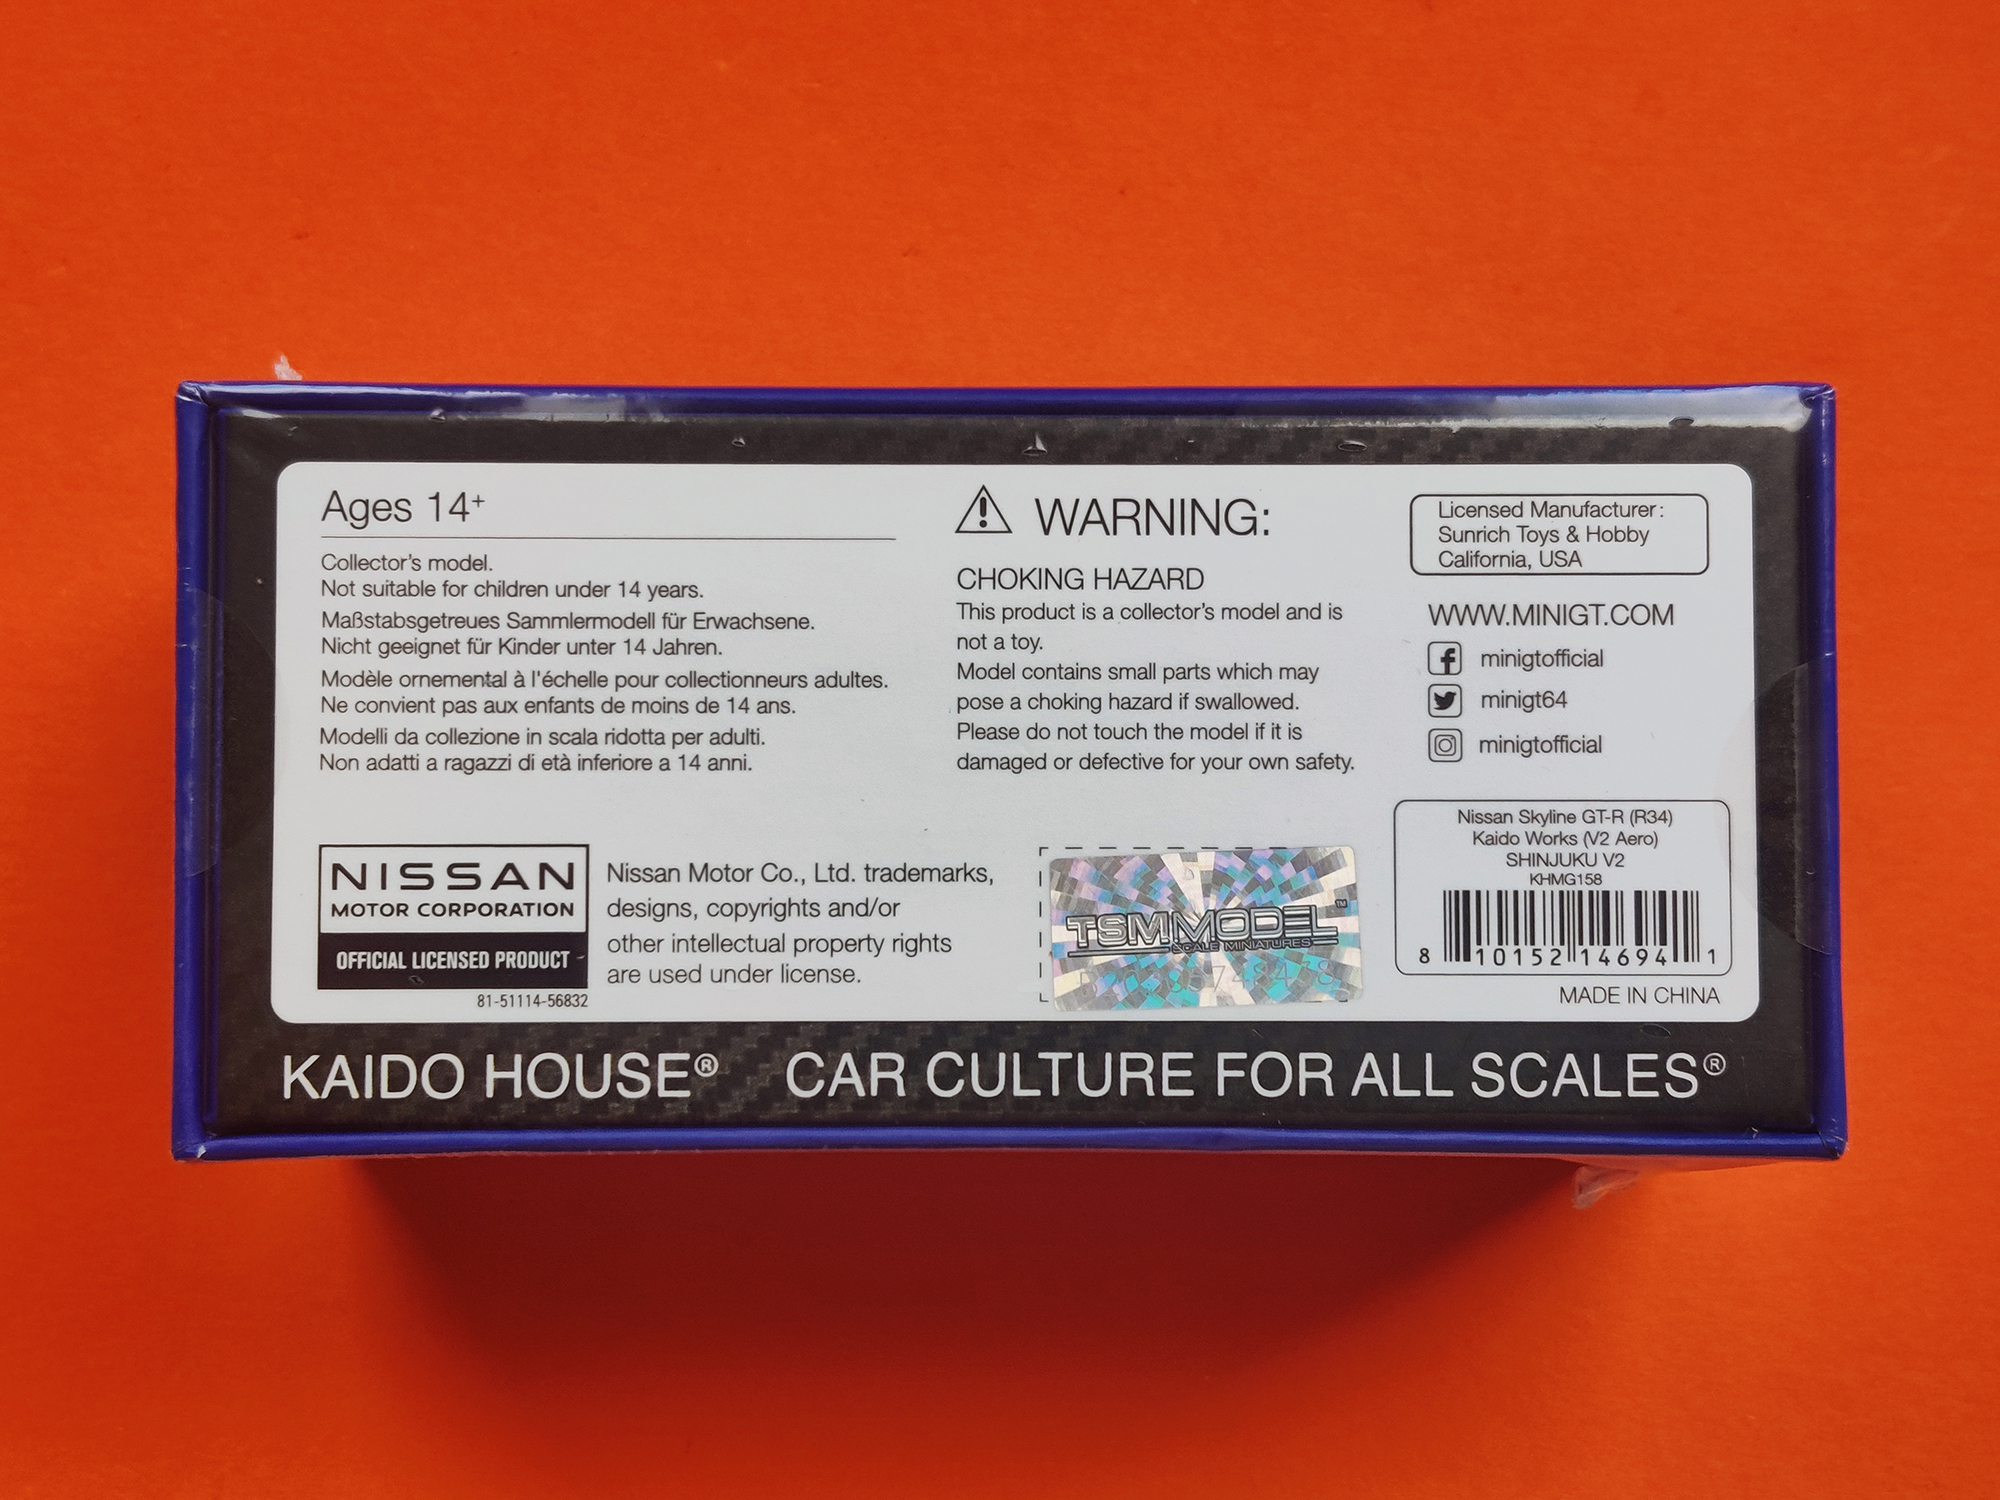 Ages 14+
Collector's model.
Not suitable for children under 14 years.
Maßstabsgetreues Sammlermodell für Erwachsene.
Nicht geeignet für Kinder unter 14 Jahren.
Modèle ornemental à l'échelle pour collectionneurs adultes.
Ne convient pas aux enfants de moins de 14 ans.
Modelli da collezione in scala ridotta per adulti.
Non adatti a ragazzi di età inferiore a 14 anni.
WARNING:
CHOKING HAZARD
This product is a collector's model and is
not a toy.
Model contains small parts which may
pose a choking hazard if swallowed.
Please do not touch the model if it is
damaged or defective for your own safety.
Licensed Manufacturer:
Sunrich Toys & Hobby
California, USA
WWW.MINIGT.COM
minigtofficial
minigt64
minigtofficial
NISSAN
MOTOR CORPORATION
OFFICIAL LICENSED PRODUCT
81-51114-56832
Nissan Motor Co., Ltd. trademarks,
designs, copyrights and/or
other intellectual property rights
are used under license.
TSM MODEL™
SCALE MINIATURES
Nissan Skyline GT-R (R34)
Kaido Works (V2 Aero)
SHINJUKU V2
KHMG158
8 10152 14694 1
MADE IN CHINA
KAIDO HOUSE® CAR CULTURE FOR ALL SCALES®